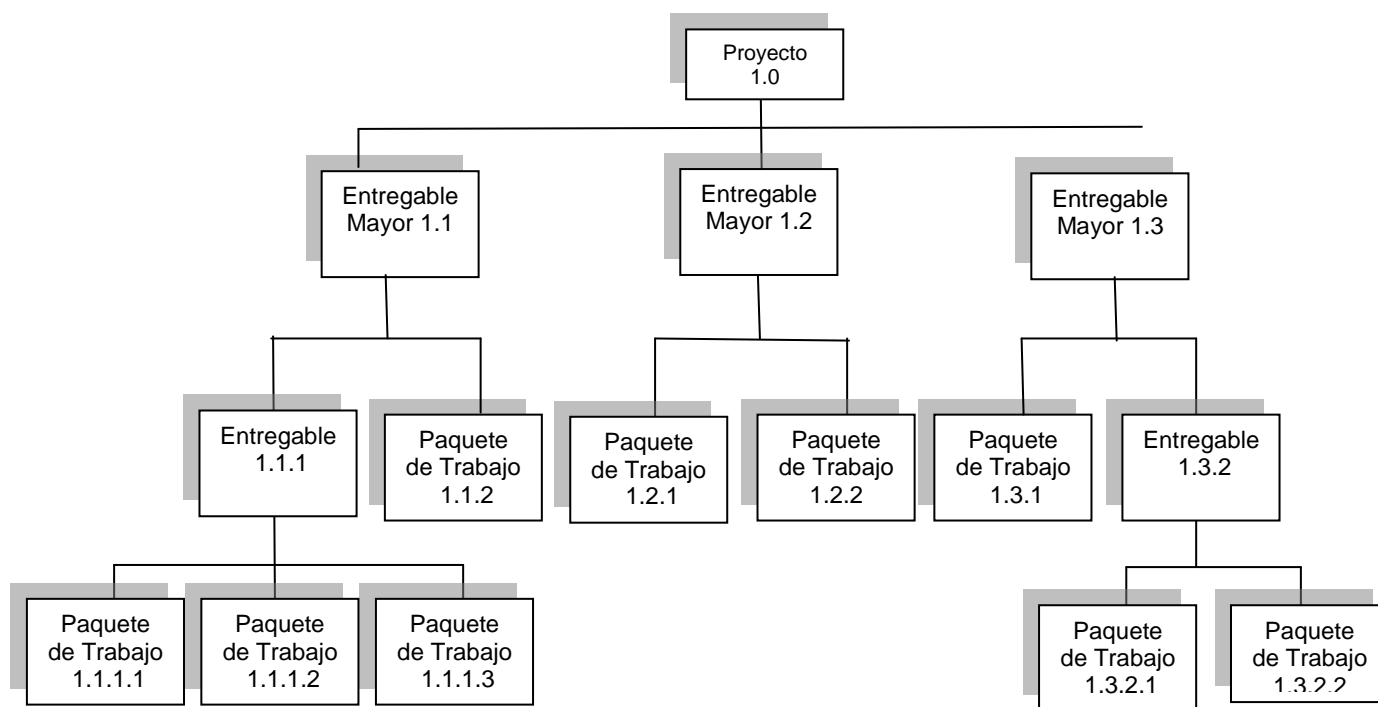 Proyecto
1.0
Entregable
Mayor 1.1
Entregable
Mayor 1.2
Entregable
Mayor 1.3
Entregable
1.1.1
Paquete
de Trabajo
1.1.2
Paquete
de Trabajo
1.2.1
Paquete
de Trabajo
1.2.2
Paquete
de Trabajo
1.3.1
Entregable
1.3.2
Paquete
de Trabajo
1.1.1.1
Paquete
de Trabajo
1.1.1.2
Paquete
de Trabajo
1.1.1.3
Paquete
de Trabajo
1.3.2.1
Paquete
de Trabajo
1.3.2.2